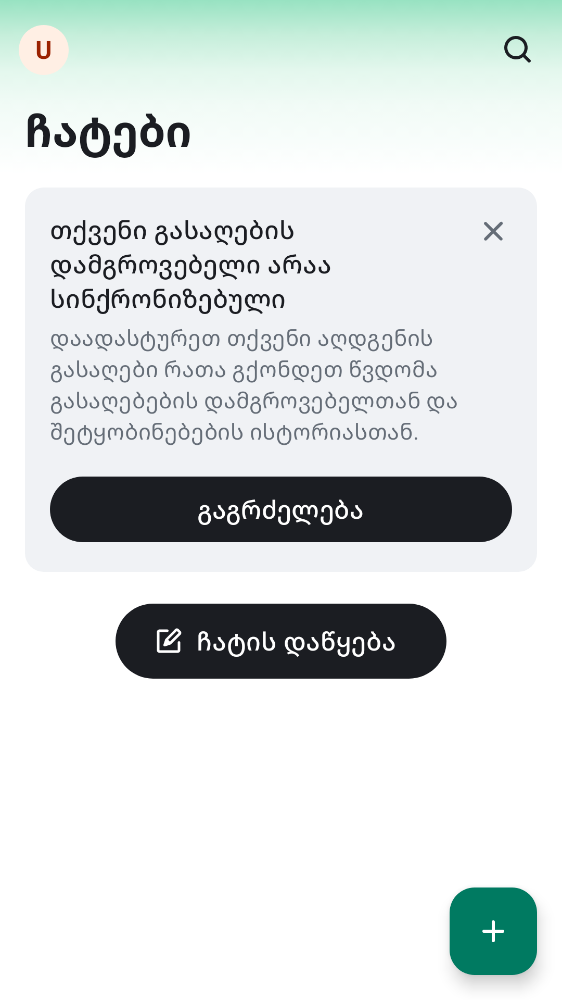 U
ჩატები
თქვენი გასაღების
დამგროვებელი არაა
სინქრონიზებული
დაადასტურეთ თქვენი აღდგენის
გასაღები რათა გქონდეთ წვდომა
გასაღებების დამგროვებელთან და
შეტყობინებების ისტორიასთან.
გაგრძელება
ჩატის დაწყება